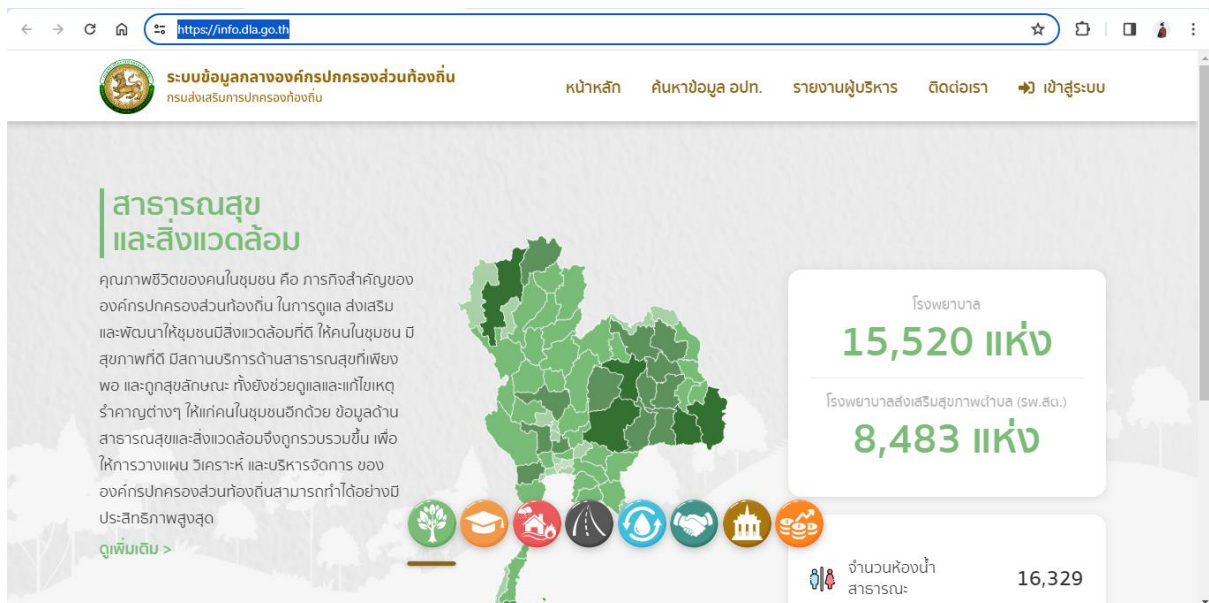 https://info.dla.go.th
ระบบข้อมูลกลางองค์กรปกครองส่วนท้องถิ่น
กรมส่งเสริมการปกครองท้องถิ่น
หน้าหลัก ค้นหาข้อมูล อปท. รายงานผู้บริหาร ติดต่อเรา เข้าสู่ระบบ
สาธารณสุข
และสิ่งแวดล้อม
คุณภาพชีวิตของคนในชุมชน คือ ภารกิจสำคัญของ
องค์กรปกครองส่วนท้องถิ่น ในการดูแล ส่งเสริม
และพัฒนาให้ชุมชนมีสิ่งแวดล้อมที่ดี ให้คนในชุมชน มี
สุขภาพที่ดี มีสถานบริการด้านสาธารณสุขที่เพียง
พอ และถูกสุขลักษณะ ทั้งยังช่วยดูแลและแก้ไขเหตุ
รำคาญต่างๆ ให้แก่คนในชุมชนอีกด้วย ข้อมูลด้าน
สาธารณสุขและสิ่งแวดล้อมจึงถูกรวบรวมขึ้น เพื่อ
ให้การวางแผน วิเคราะห์ และบริหารจัดการ ของ
องค์กรปกครองส่วนท้องถิ่นสามารถทำได้อย่างมี
ประสิทธิภาพสูงสุด
ดูเพิ่มเติม >
โรงพยาบาล
15,520 แห่ง
โรงพยาบาลส่งเสริมสุขภาพตำบล (รพ.สต.)
8,483 แห่ง
จำนวนห้องน้ำ
สาธารณะ
16,329